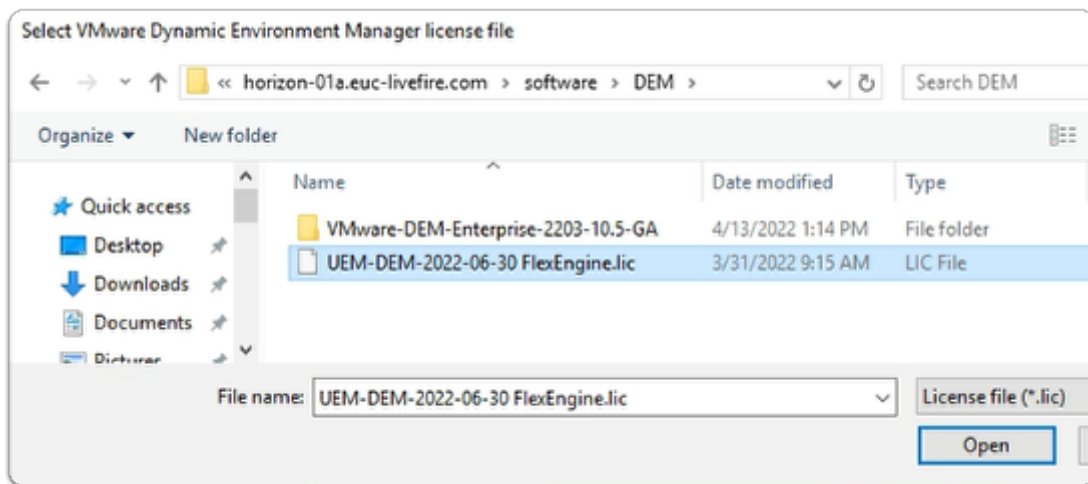 Select VMware Dynamic Environment Manager license file
« horizon-01a.euc-livefire.com > software > DEM >
Search DEM
Organize
New folder
Name
Date modified
Type
Quick access
Desktop
Downloads
Documents
Pictures
VMware-DEM-Enterprise-2203-10.5-GA
4/13/2022 1:14 PM
File folder
UEM-DEM-2022-06-30 FlexEngine.lic
3/31/2022 9:15 AM
LIC File
File name:
UEM-DEM-2022-06-30 FlexEngine.lic
License file (*.lic)
Open